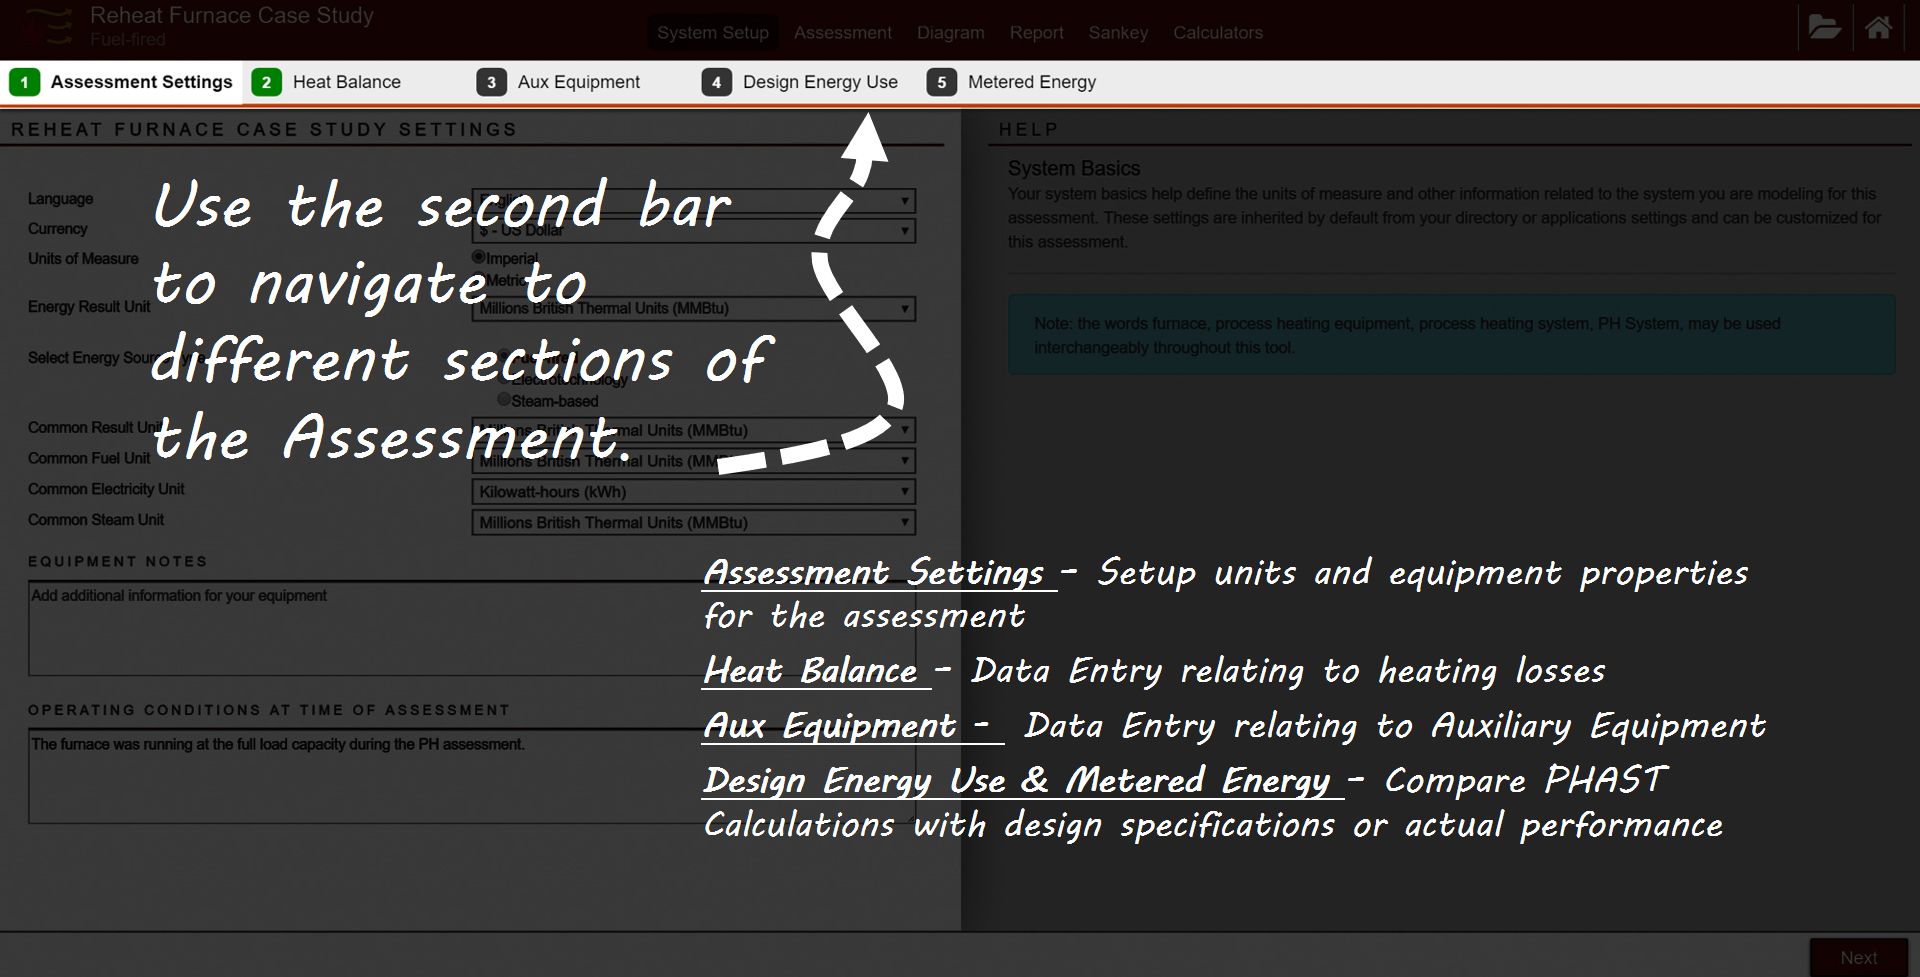 Reheat Furnace Case Study
Fuel-fired
System Setup Assessment Diagram Report Sankey Calculators
1 Assessment Settings 2 Heat Balance 3 Aux Equipment 4 Design Energy Use 5 Metered Energy
REHEAT FURNACE CASE STUDY SETTINGS
Language
Currency $ - US Dollar
Units of Measure Imperial
Metric
Energy Result Unit Millions British Thermal Units (MMBtu)
Select Energy Source Type
Electrotechnology
Steam-based
Common Result Unit Millions British Thermal Units (MMBtu)
Common Fuel Unit Millions British Thermal Units (MMBtu)
Common Electricity Unit Kilowatt-hours (kWh)
Common Steam Unit Millions British Thermal Units (MMBtu)
EQUIPMENT NOTES
Add additional information for your equipment
OPERATING CONDITIONS AT TIME OF ASSESSMENT
The furnace was running at the full load capacity during the PH assessment.
HELP
System Basics
Your system basics help define the units of measure and other information related to the system you are modeling for this
assessment. These settings are inherited by default from your directory or applications settings and can be customized for
this assessment.
Note: the words furnace, process heating equipment, process heating system, PH System, may be used
interchangeably throughout this tool.
Use the second bar
to navigate to
different sections of
the Assessment.
Assessment Settings - Setup units and equipment properties
for the assessment
Heat Balance - Data Entry relating to heating losses
Aux Equipment - Data Entry relating to Auxiliary Equipment
Design Energy Use & Metered Energy - Compare PHAST
Calculations with design specifications or actual performance
Next